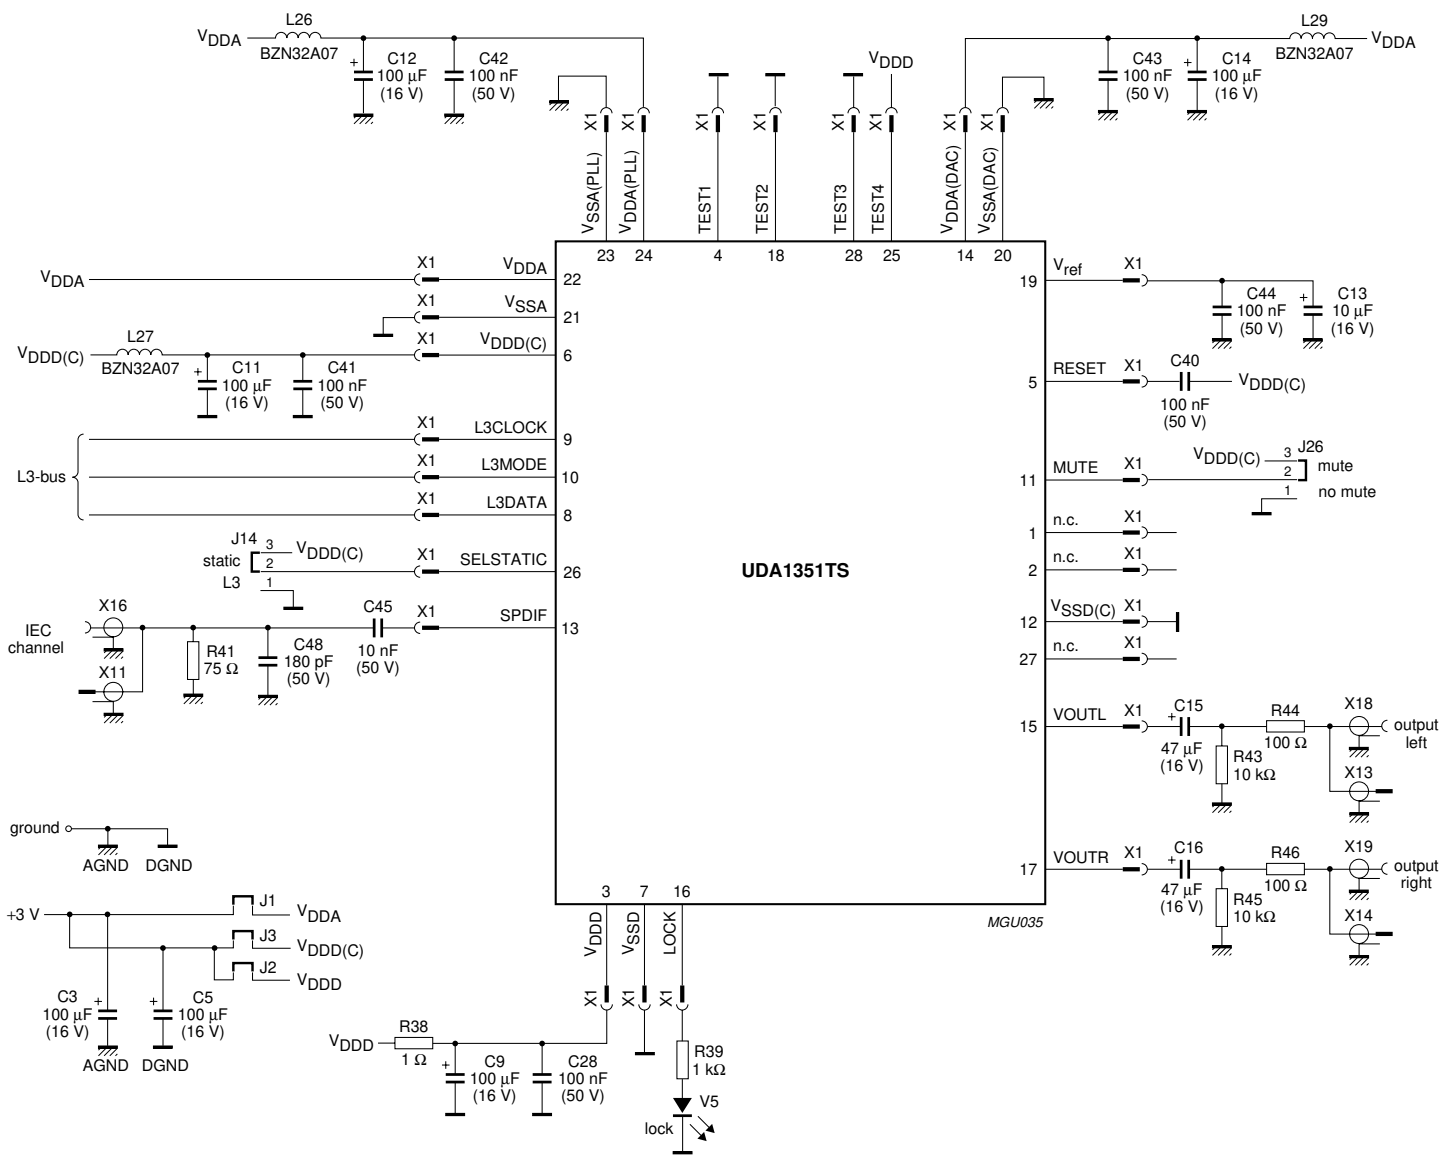 L26
VDDA
BZN32A07
C12
100 μF
(16 V)
+
C42
100 nF
(50 V)
L29
VDDA
BZN32A07
C43
100 nF
(50 V)
+
C14
100 μF
(16 V)
VDDD
X1
X1
X1
X1
X1
X1
X1
X1
VSSA(PLL)
VDDA(PLL)
TEST1
TEST2
TEST3
TEST4
VDDA(DAC)
VSSA(DAC)
23
24
4
18
28
25
14
20
VDDA
X1
VDDA
22
X1
VSSA
21
VDDD(C)
L27
BZN32A07
X1
VDDD(C)
6
+
C11
100 μF
(16 V)
C41
100 nF
(50 V)
L3-bus
X1
L3CLOCK
9
X1
L3MODE
10
X1
L3DATA
8
J14
3
VDDD(C)
static
2
L3
1
X1
SELSTATIC
26
IEC
channel
X16
X11
R41
75 Ω
C48
180 pF
(50 V)
C45
10 nF
(50 V)
X1
SPDIF
13
UDA1351TS
19
Vref
X1
C44
100 nF
(50 V)
+
C13
10 μF
(16 V)
5
RESET
X1
C40
VDDD(C)
100 nF
(50 V)
11
MUTE
X1
VDDD(C)
3
J26
2
mute
1
no mute
1
n.c.
X1
2
n.c.
X1
12
VSSD(C)
X1
27
n.c.
X1
15
VOUTL
X1
+
C15
47 μF
(16 V)
R43
10 kΩ
R44
100 Ω
X18
output
left
X13
17
VOUTR
X1
+
C16
47 μF
(16 V)
R45
10 kΩ
R46
100 Ω
X19
output
right
X14
MGU035
ground
AGND
DGND
+3 V
J1
VDDA
J3
VDDD(C)
J2
VDDD
C3
100 μF
(16 V)
+
C5
100 μF
(16 V)
+
AGND
DGND
3
7
16
VDDD
VSSD
LOCK
X1
X1
X1
VDDD
R38
1 Ω
+
C9
100 μF
(16 V)
C28
100 nF
(50 V)
R39
1 kΩ
V5
lock